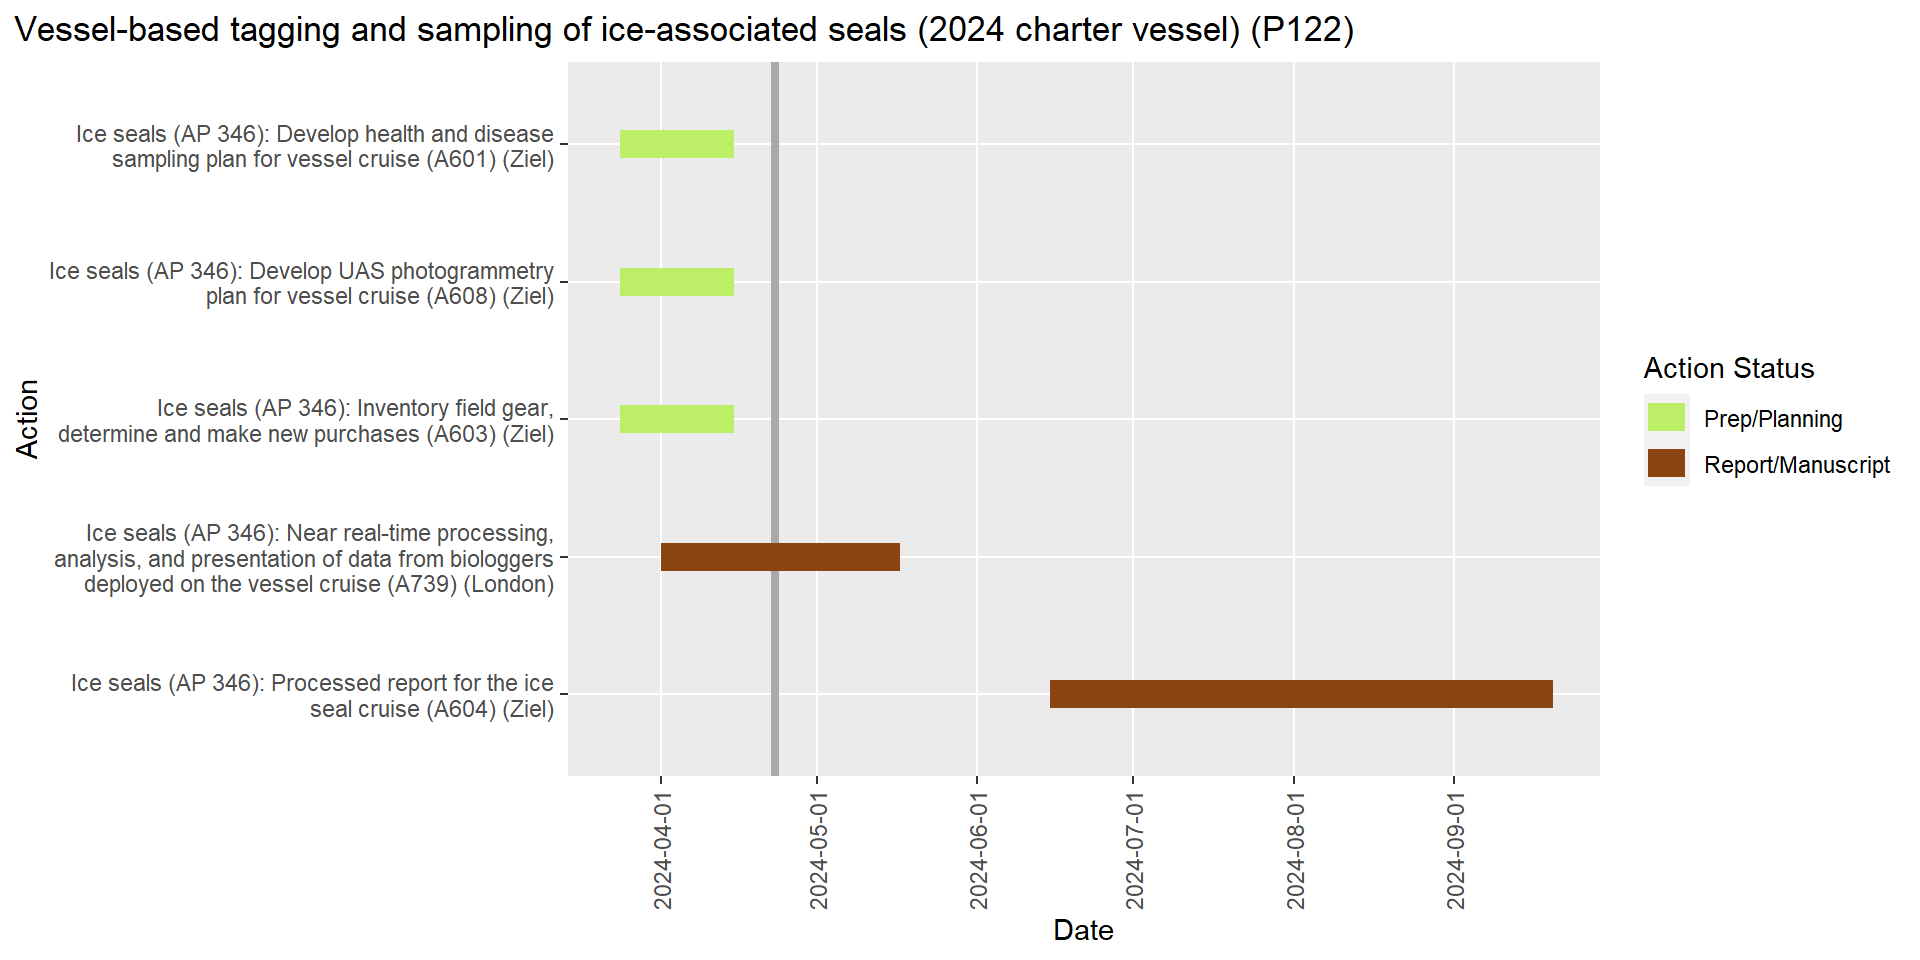 Vessel-based tagging and sampling of ice-associated seals (2024 charter vessel) (P122)
Ice seals (AP 346): Develop health and disease
sampling plan for vessel cruise (A601) (Ziel)
Ice seals (AP 346): Develop UAS photogrammetry
plan for vessel cruise (A608) (Ziel)
Ice seals (AP 346): Inventory field gear,
determine and make new purchases (A603) (Ziel)
Ice seals (AP 346): Near real-time processing,
analysis, and presentation of data from biologgers
deployed on the vessel cruise (A739) (London)
Ice seals (AP 346): Processed report for the ice
seal cruise (A604) (Ziel)
Action
2024-04-01
2024-05-01
2024-06-01
2024-07-01
2024-08-01
2024-09-01
Date
Action Status
Prep/Planning
Report/Manuscript